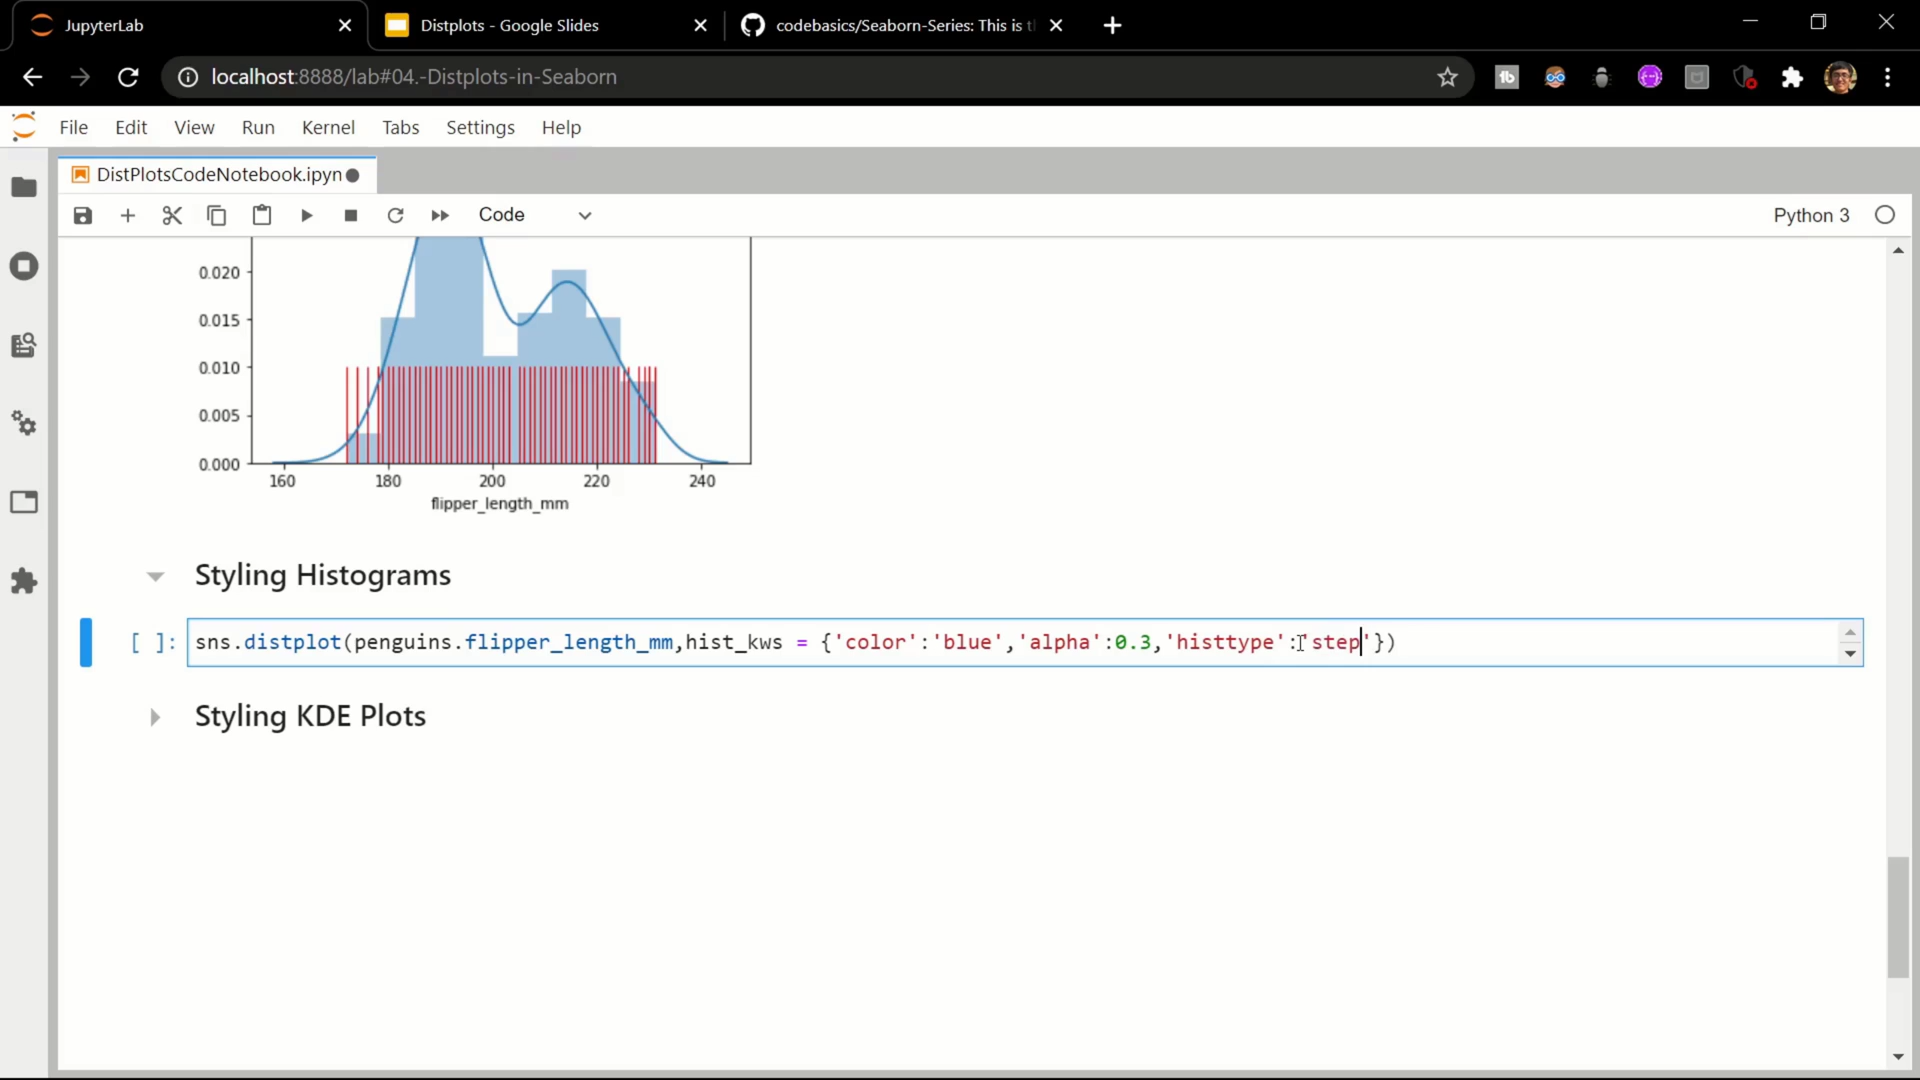 JupyterLab
Distplots - Google Slides
codebasics/Seaborn-Series: This is t
localhost:8888/lab#04.-Distplots-in-Seaborn
tb
File Edit View Run Kernel Tabs Settings Help
DistPlotsCodeNotebook.ipyn
Code
Python 3
0.020
0.015
0.010
0.005
0.000
160 180 200 220 240
flipper_length_mm
Styling Histograms
[ ]: sns.distplot(penguins.flipper_length_mm,hist_kws = {'color':'blue','alpha':0.3,'histtype':'step'})
Styling KDE Plots